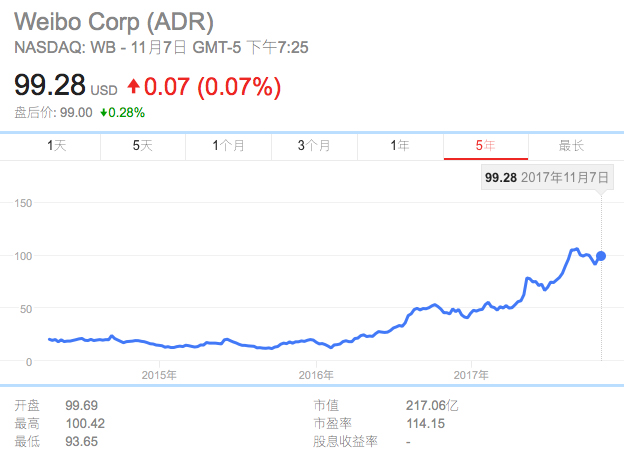 Weibo Corp (ADR)
NASDAQ: WB - 11月7日 GMT-5 下午7:25
99.28 USD 0.07 (0.07%)
盘后价: 99.00 0.28%
1天 5天 1个月 3个月 1年 5年 最长
99.28 2017年11月7日
150
100
50
0
2015年 2016年 2017年
开盘 99.69 市值 217.06亿
最高 100.42 市盈率 114.15
最低 93.65 股息收益率 -